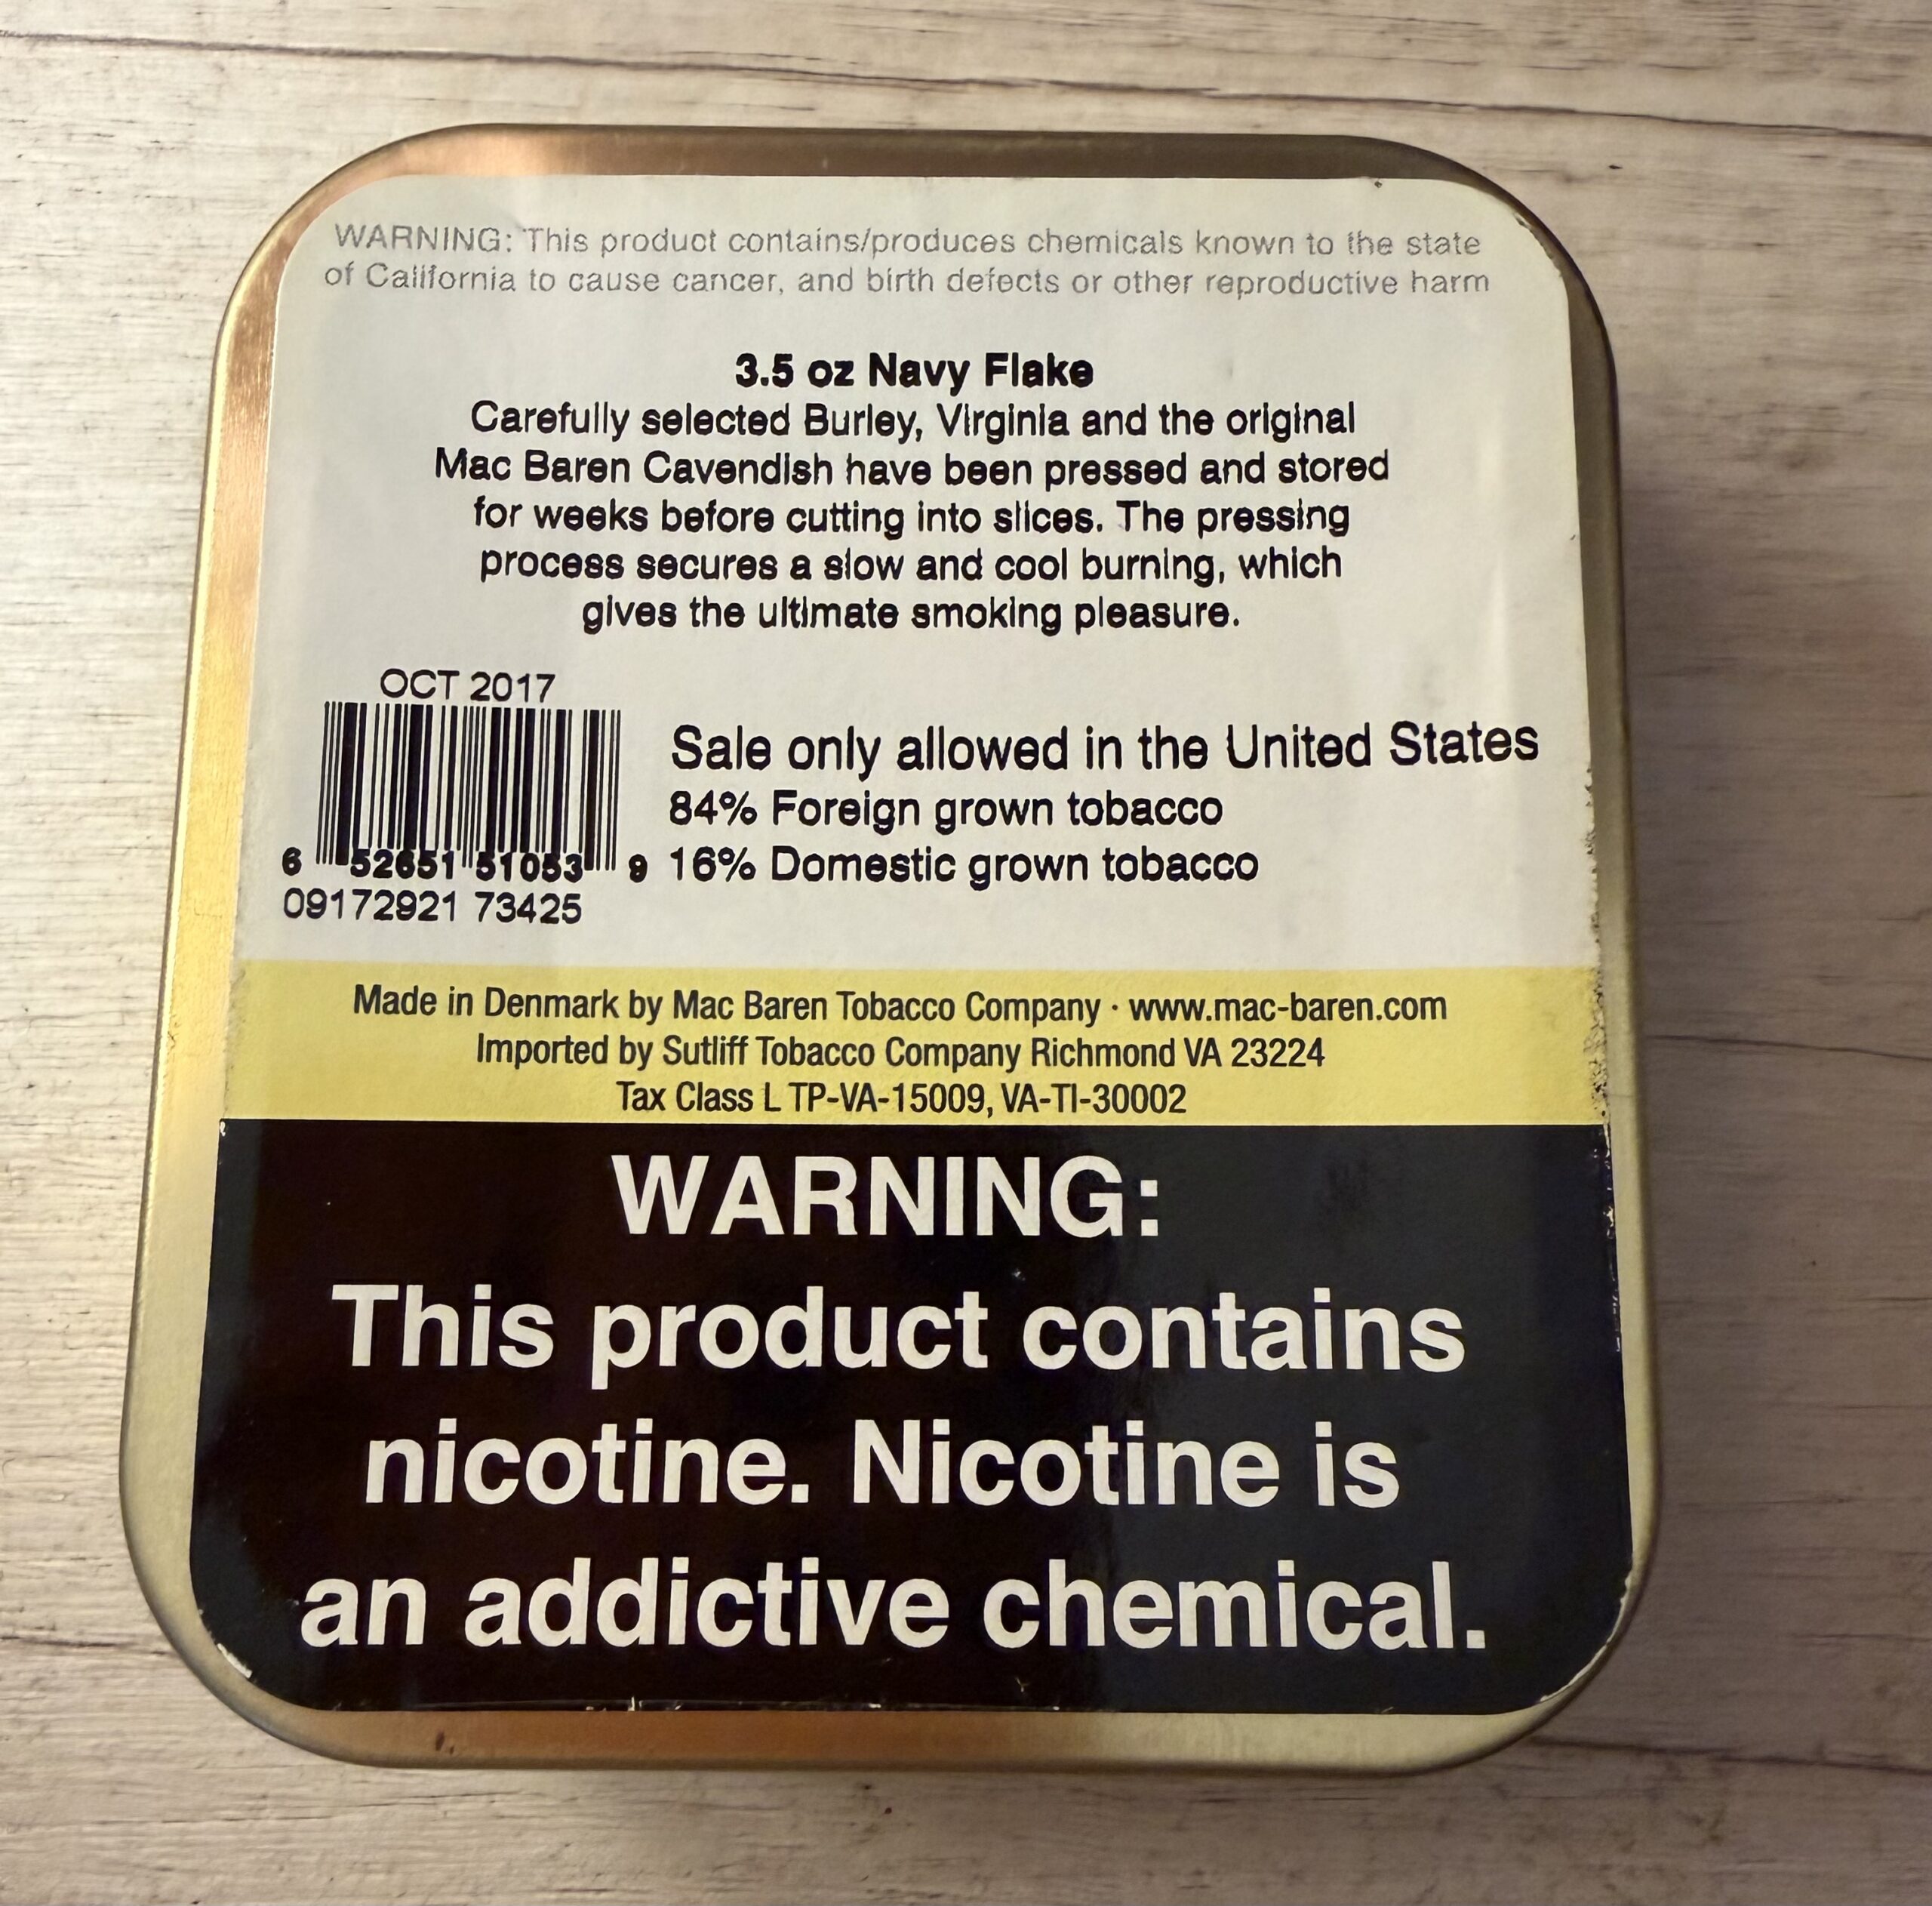 WARNING: This product contains/produces chemicals known to the state
of California to cause cancer, and birth defects or other reproductive harm
3.5 oz Navy Flake
Carefully selected Burley, Virginia and the original
Mac Baren Cavendish have been pressed and stored
for weeks before cutting into slices. The pressing
process secures a slow and cool burning, which
gives the ultimate smoking pleasure.
OCT 2017
6 52651 51053 9
09172921 73425
Sale only allowed in the United States
84% Foreign grown tobacco
16% Domestic grown tobacco
Made in Denmark by Mac Baren Tobacco Company · www.mac-baren.com
Imported by Sutliff Tobacco Company Richmond VA 23224
Tax Class L TP-VA-15009, VA-TI-30002
WARNING:
This product contains
nicotine. Nicotine is
an addictive chemical.